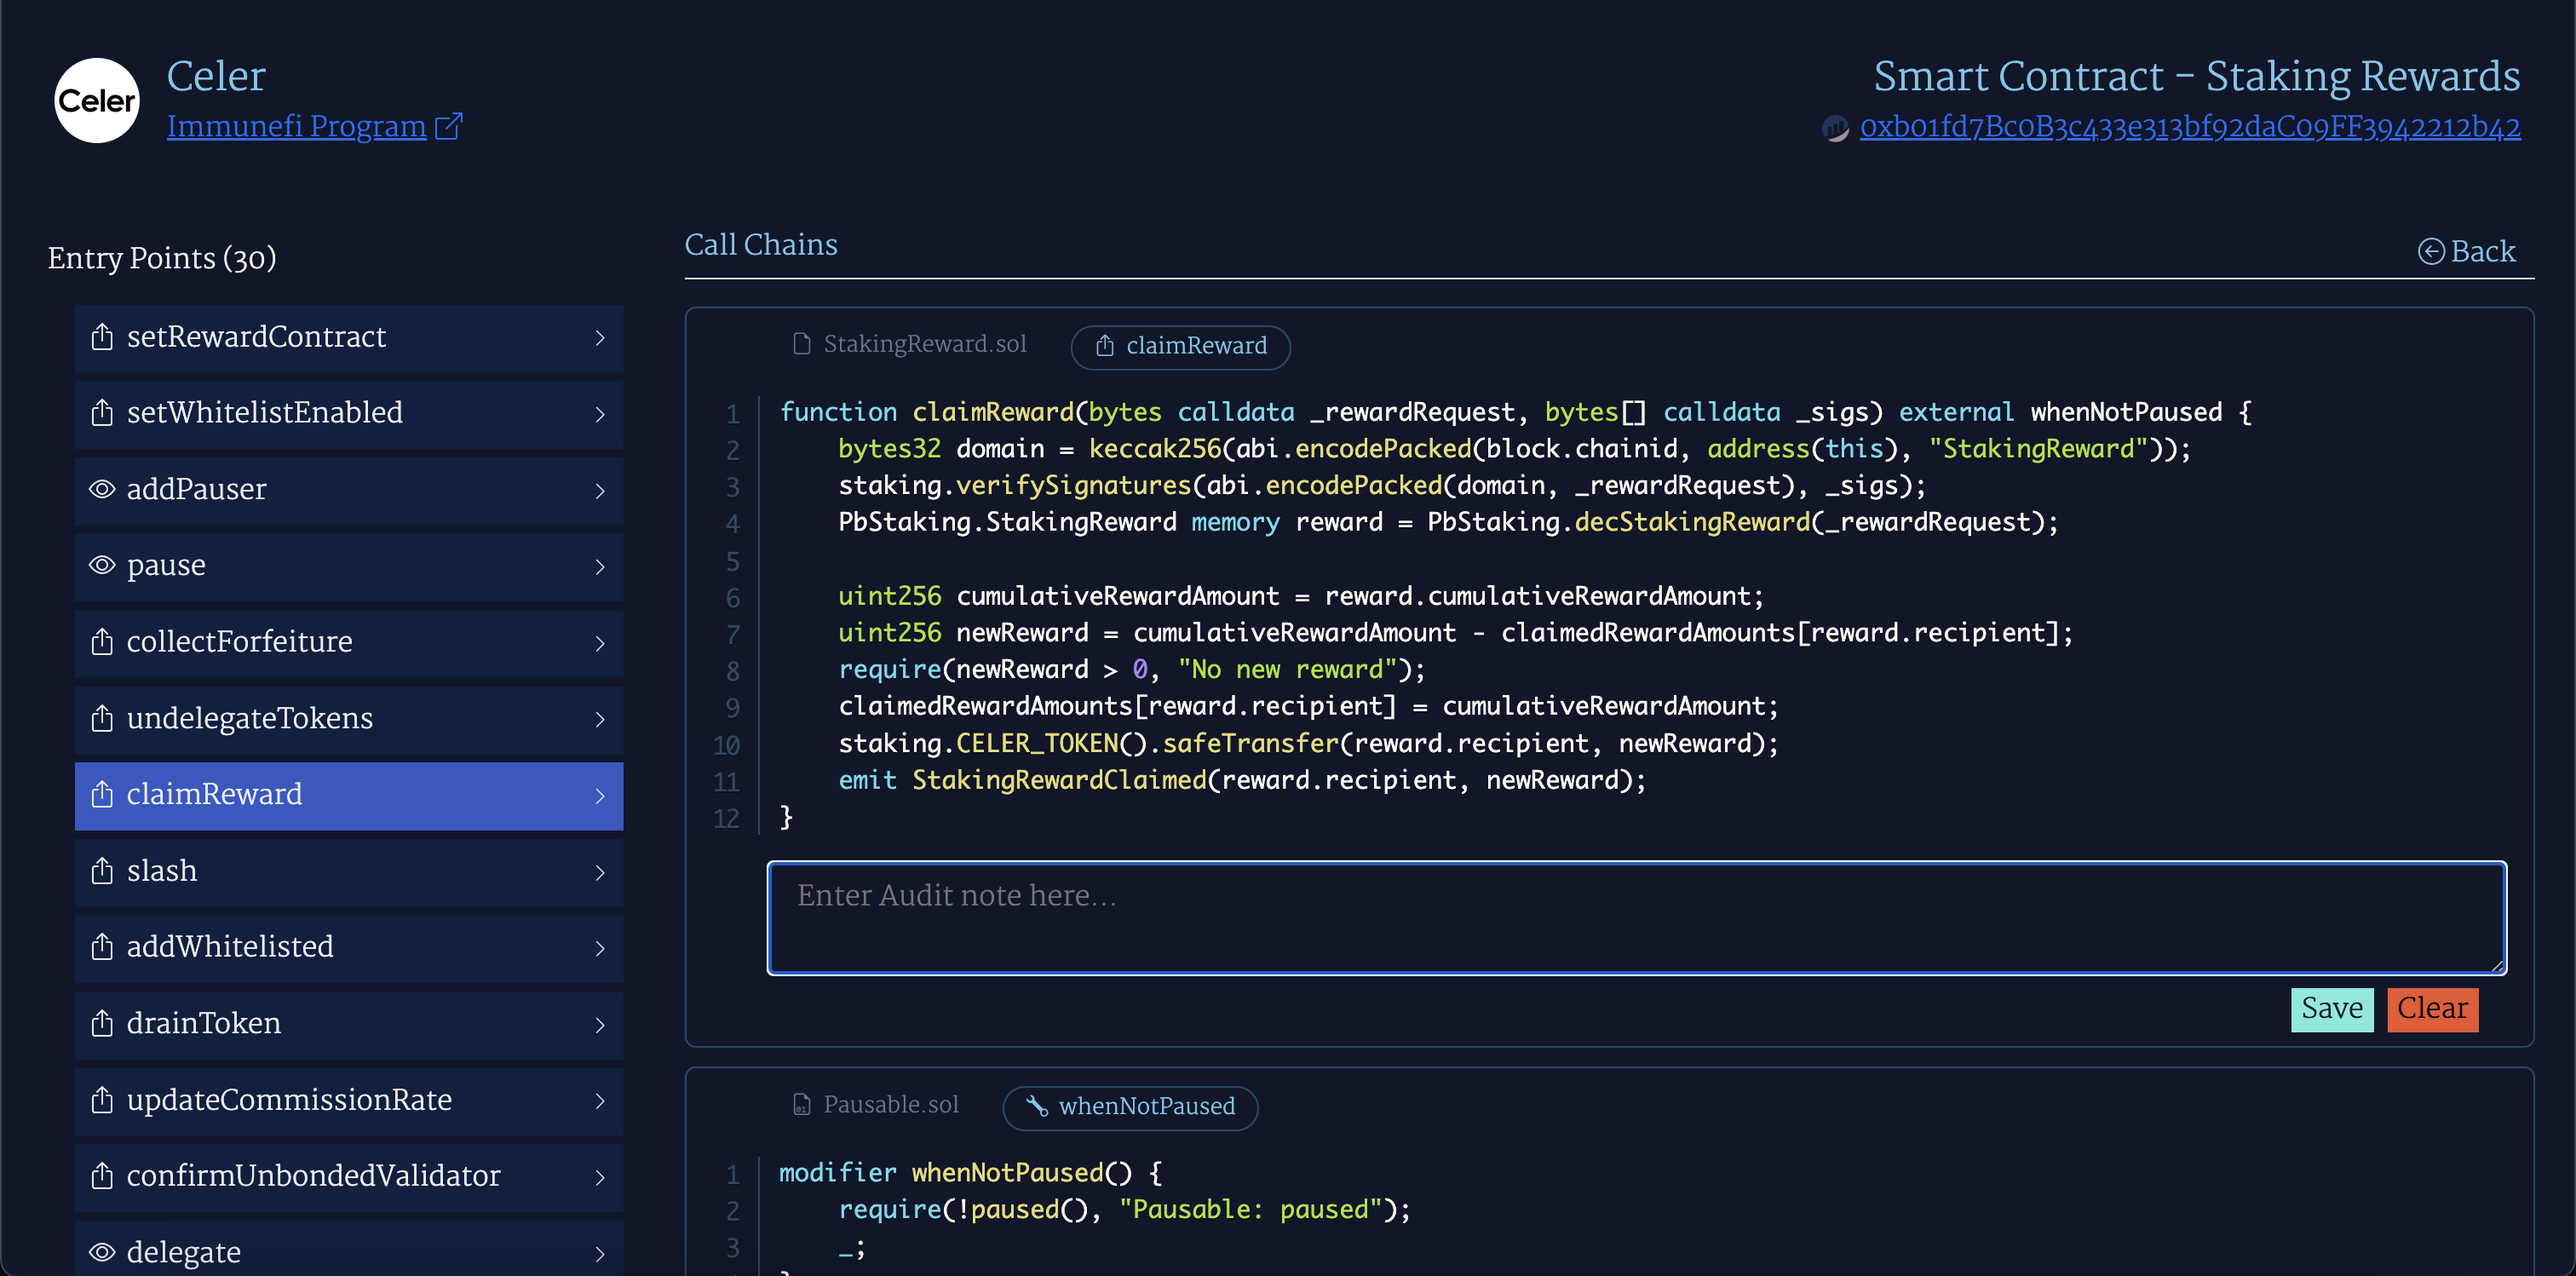 Celer
Celer
Immunefi Program
Smart Contract - Staking Rewards
0xb01fd7Bc0B3c433e313bf92daC09FF3942212b42
Entry Points (30)
setRewardContract
setWhitelistEnabled
addPauser
pause
collectForfeiture
undelegateTokens
claimReward
slash
addWhitelisted
drainToken
updateCommissionRate
confirmUnbondedValidator
delegate
Call Chains
Back
StakingReward.sol
claimReward
1 function claimReward(bytes calldata _rewardRequest, bytes[] calldata _sigs) external whenNotPaused {
2 bytes32 domain = keccak256(abi.encodePacked(block.chainid, address(this), "StakingReward"));
3 staking.verifySignatures(abi.encodePacked(domain, _rewardRequest), _sigs);
4 PbStaking.StakingReward memory reward = PbStaking.decStakingReward(_rewardRequest);
5
6 uint256 cumulativeRewardAmount = reward.cumulativeRewardAmount;
7 uint256 newReward = cumulativeRewardAmount - claimedRewardAmounts[reward.recipient];
8 require(newReward > 0, "No new reward");
9 claimedRewardAmounts[reward.recipient] = cumulativeRewardAmount;
10 staking.CELER_TOKEN().safeTransfer(reward.recipient, newReward);
11 emit StakingRewardClaimed(reward.recipient, newReward);
12 }
Enter Audit note here...
Save
Clear
Pausable.sol
whenNotPaused
1 modifier whenNotPaused() {
2 require(!paused(), "Pausable: paused");
3 _;